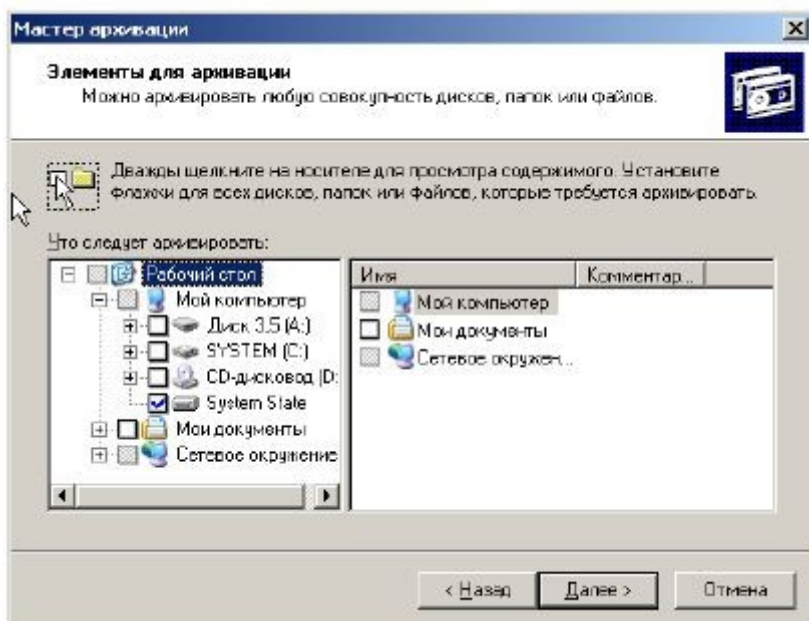 Мастер архивации
Элементы для архивации
Можно архивировать любую совокупность дисков, папок или файлов.
Дважды щелкните на носителе для просмотра содержимого. Установите
флажки для всех дисков, папок или файлов, которые требуется архивировать.
Что следует архивировать:
Рабочий стол
Мой компьютер
Диск 3,5 (A:)
SYSTEM (C:)
CD-дисковод (D:
System State
Мои документы
Сетевое окружение
Имя
Комментар...
Мой компьютер
Мои документы
Сетевое окружен...
< Назад
Далее >
Отмена